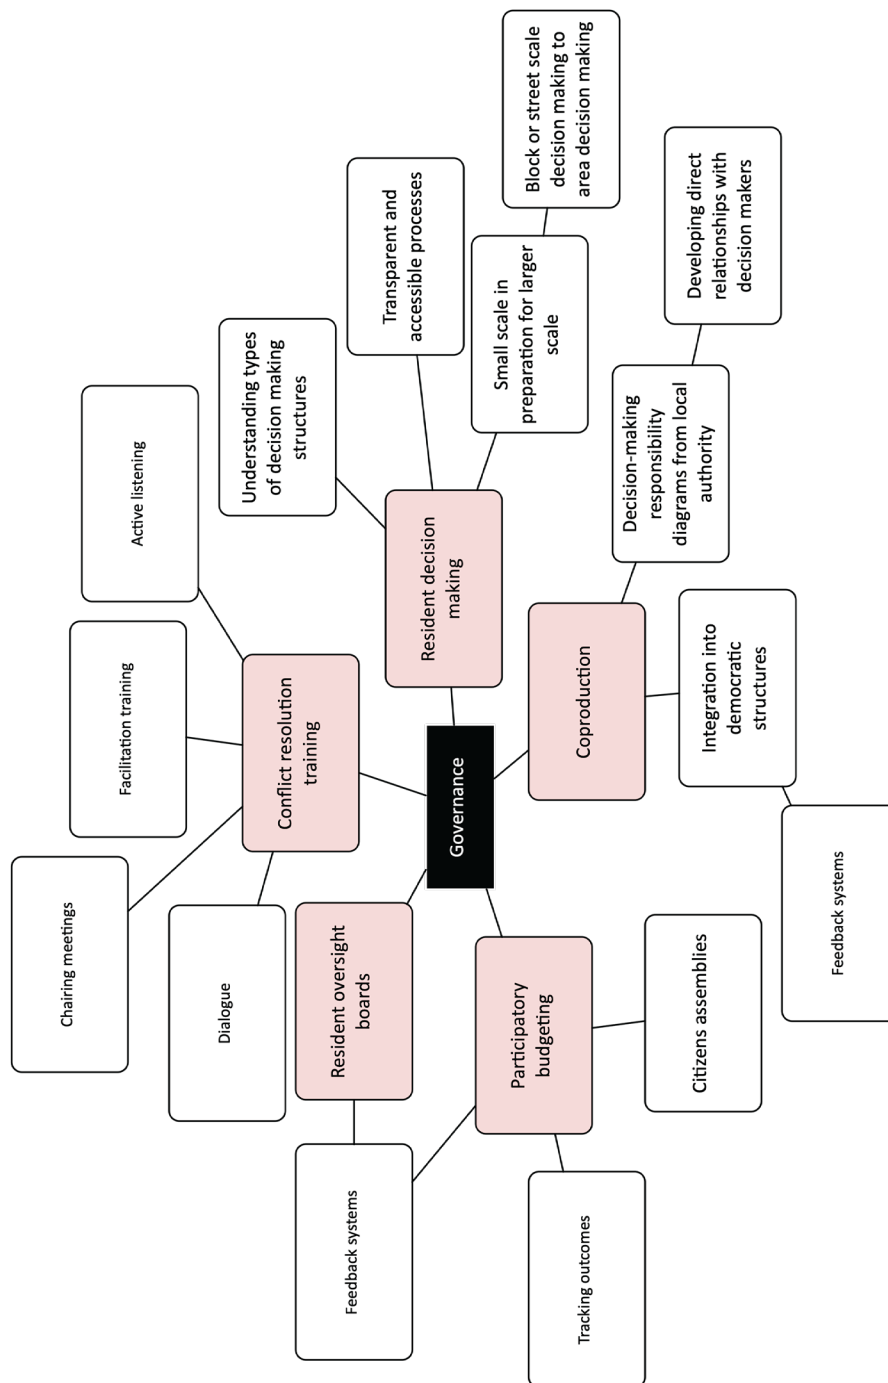 Chairing meetings
Facilitation training
Active listening
Dialogue
Conflict resolution
training
Understanding types
of decision making
structures
Transparent and
accessible processes
Feedback systems
Resident oversight
boards
Resident decision
making
Small scale in
preparation for larger
scale
Block or street scale
decision making to
area decision making
Governance
Participatory
budgeting
Coproduction
Decision-making
responsibility
diagrams from local
authority
Developing direct
relationships with
decision makers
Tracking outcomes
Citizens assemblies
Integration into
democratic
structures
Feedback systems